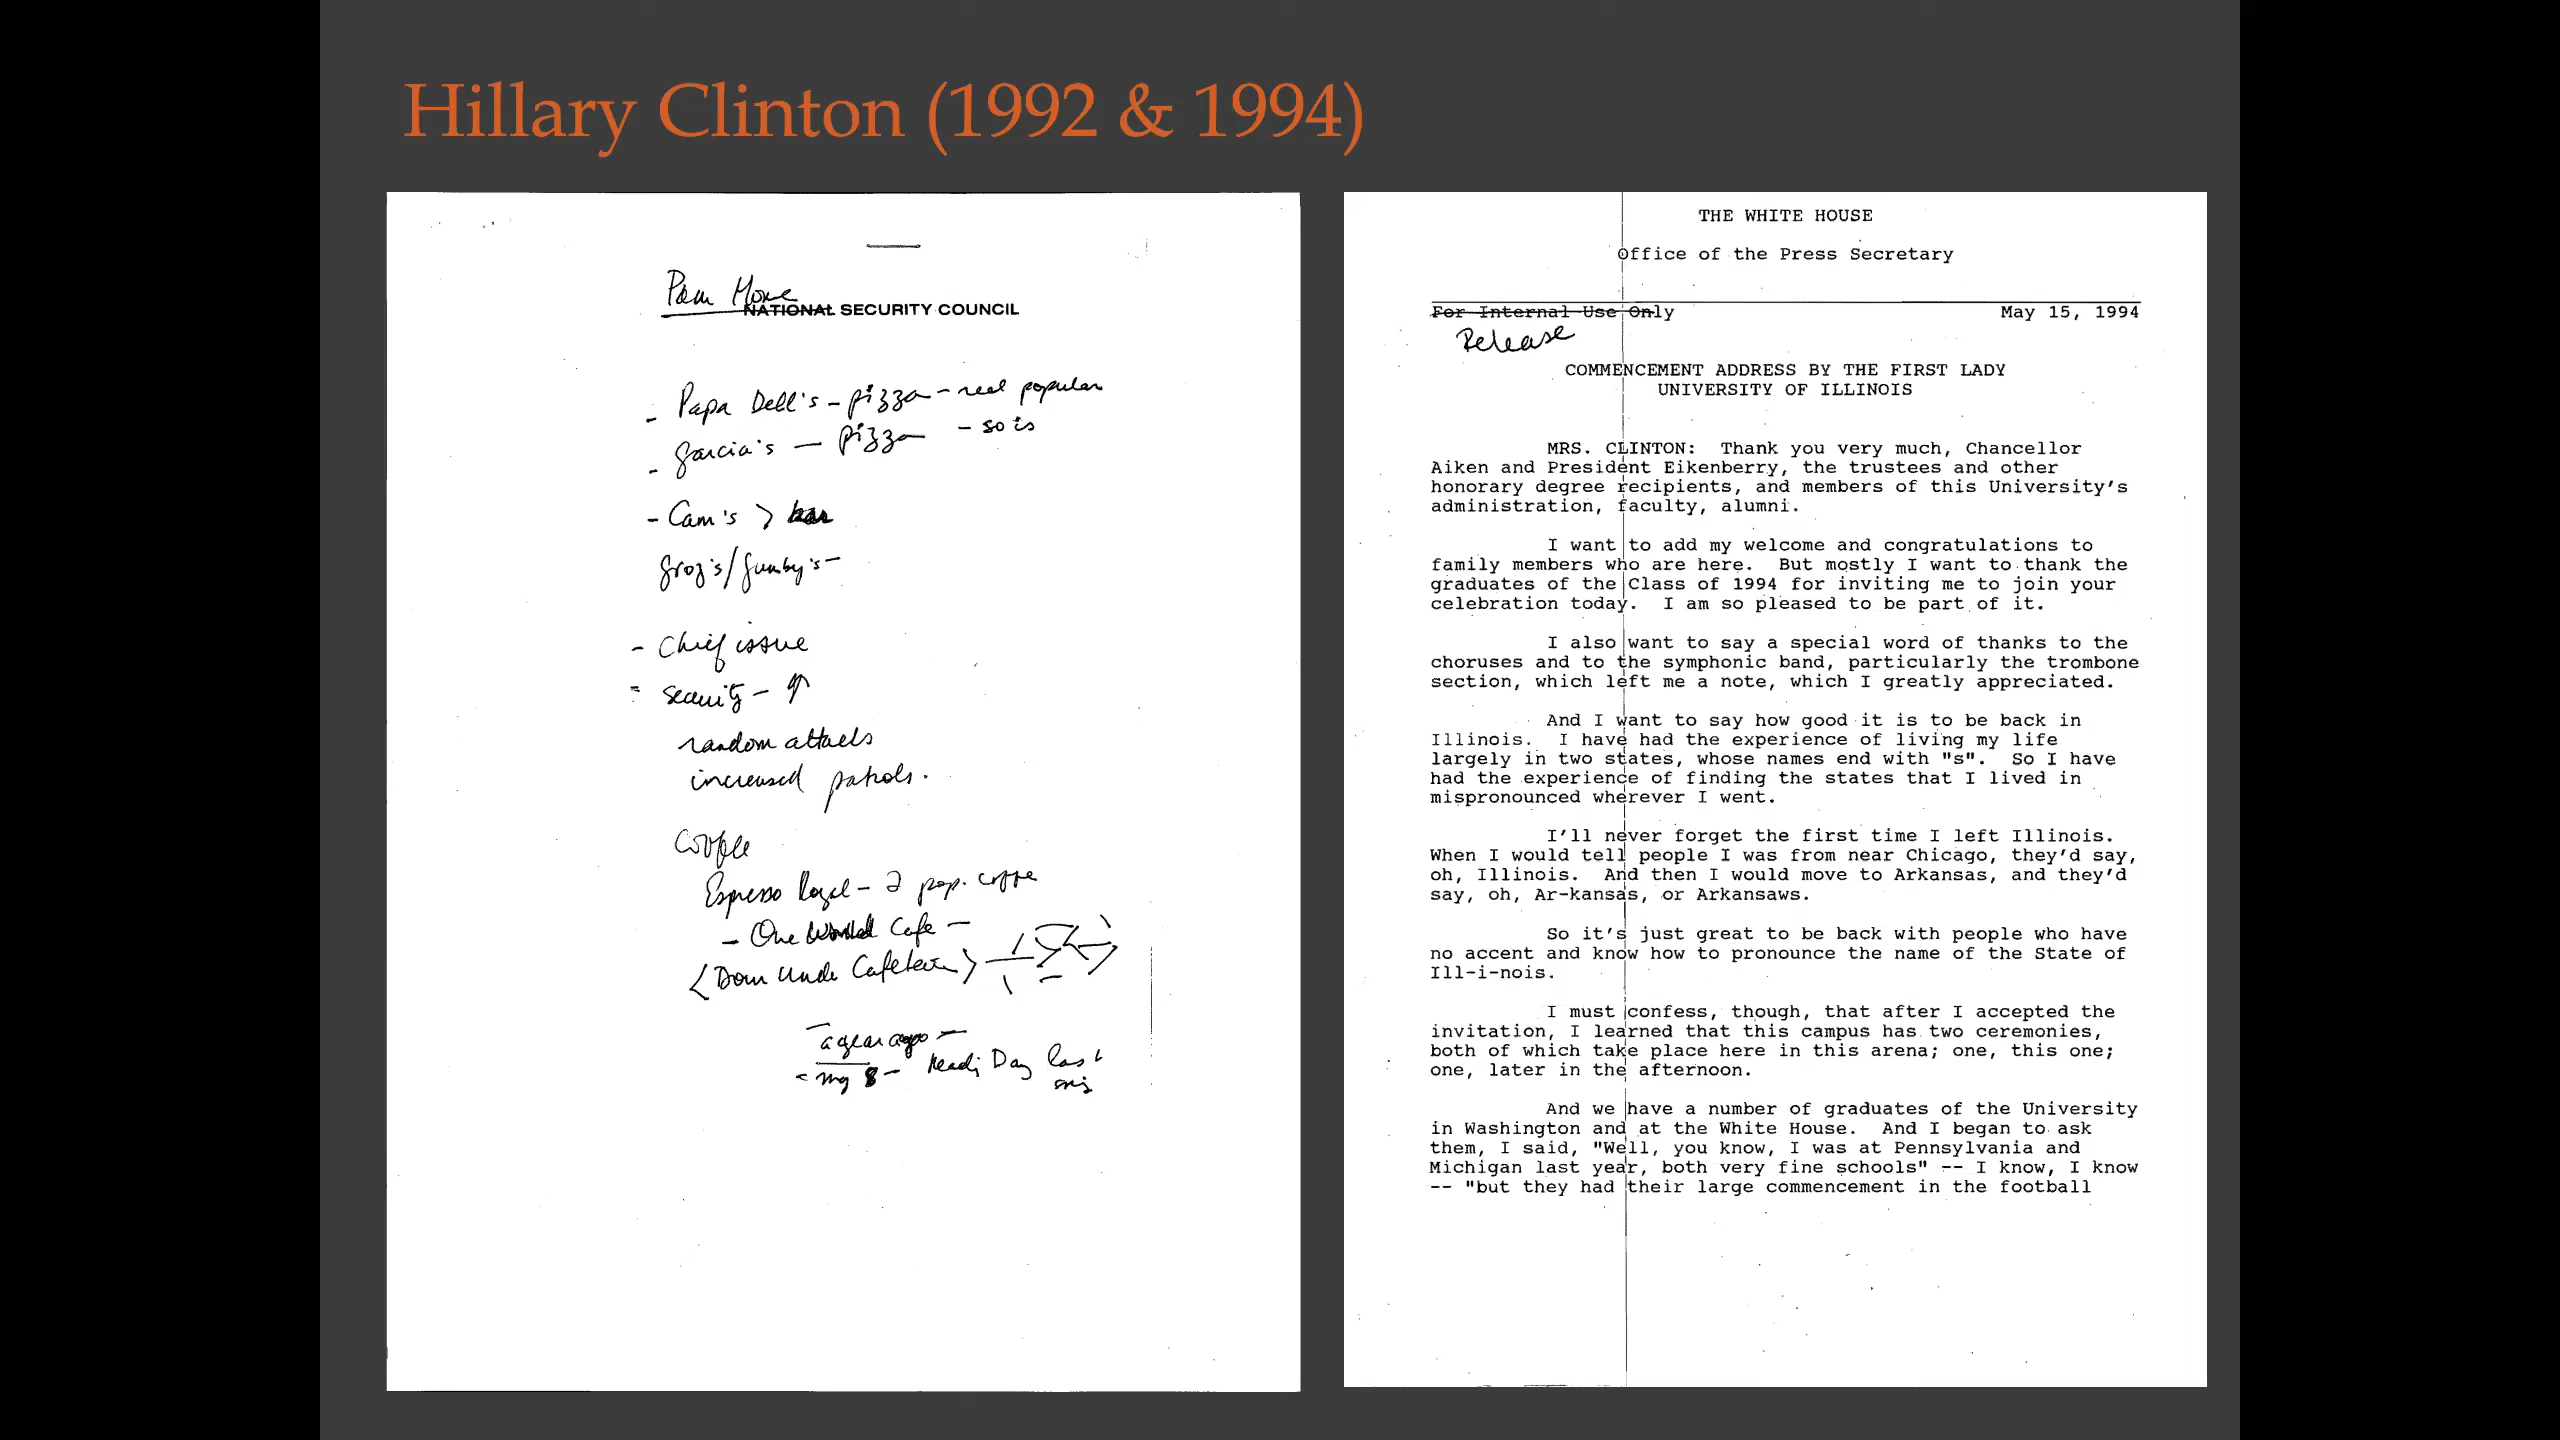 Hillary Clinton (1992 & 1994)
Pam
NATIONAL SECURITY COUNCIL
- Papa Dell's - pizza - real popular
- Garcia's — pizza - so is
- Cam's > bar
- Chief issue
= security - ↑
random attacks
increased patrols.
Coffee
Espresso Royal - 2 pop. coffe
- One World Cafe -
a year ago -
Day last
THE WHITE HOUSE
Office of the Press Secretary
For Internal Use Only May 15, 1994
Release
COMMENCEMENT ADDRESS BY THE FIRST LADY
UNIVERSITY OF ILLINOIS
MRS. CLINTON: Thank you very much, Chancellor
Aiken and President Eikenberry, the trustees and other
honorary degree recipients, and members of this University's
administration, faculty, alumni.
I want to add my welcome and congratulations to
family members who are here. But mostly I want to thank the
graduates of the Class of 1994 for inviting me to join your
celebration today. I am so pleased to be part of it.
I also want to say a special word of thanks to the
choruses and to the symphonic band, particularly the trombone
section, which left me a note, which I greatly appreciated.
And I want to say how good it is to be back in
Illinois. I have had the experience of living my life
largely in two states, whose names end with "s". So I have
had the experience of finding the states that I lived in
mispronounced wherever I went.
I'll never forget the first time I left Illinois.
When I would tell people I was from near Chicago, they'd say,
oh, Illinois. And then I would move to Arkansas, and they'd
say, oh, Ar-kansas, or Arkansaws.
So it's just great to be back with people who have
no accent and know how to pronounce the name of the State of
Ill-i-nois.
I must confess, though, that after I accepted the
invitation, I learned that this campus has two ceremonies,
both of which take place here in this arena; one, this one;
one, later in the afternoon.
And we have a number of graduates of the University
in Washington and at the White House. And I began to ask
them, I said, "Well, you know, I was at Pennsylvania and
Michigan last year, both very fine schools" -- I know, I know
-- "but they had their large commencement in the football